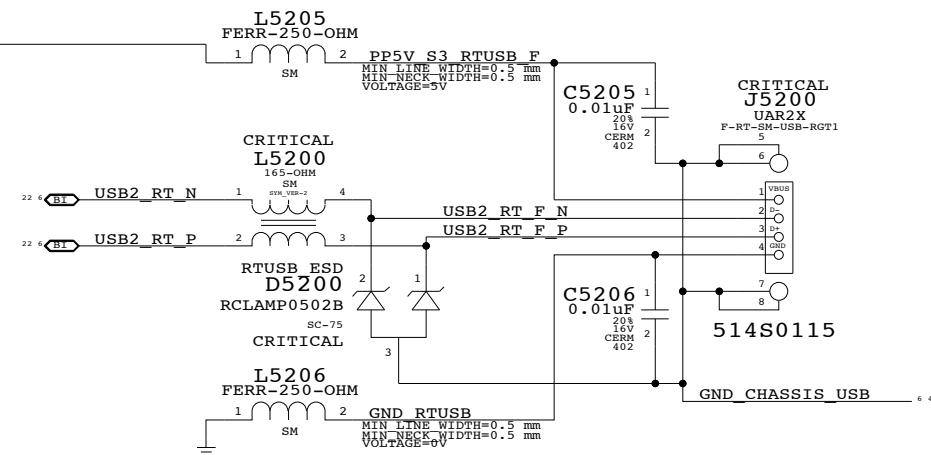 L5205
FERR-250-OHM
1 2
SM
PP5V_S3_RTUSB_F
MIN_LINE_WIDTH=0.5 mm
MIN_NECK_WIDTH=0.5 mm
VOLTAGE=5V
C5205
0.01uF
20%
16V
CERM
402
1
2
CRITICAL
J5200
UAR2X
F-RT-SM-USB-RGT1
5
6
CRITICAL
L5200
165-OHM
SM
SYM_VER-2
22 6 BI USB2_RT_N 1 4
22 6 BI USB2_RT_P 2 3
USB2_RT_F_N
USB2_RT_F_P
1 VBUS
2 D-
3 D+
4 GND
RTUSB_ESD
D5200
RCLAMP0502B
SC-75
CRITICAL
2 1
3
C5206
0.01uF
20%
16V
CERM
402
1
2
7
8
514S0115
L5206
FERR-250-OHM
1 2
SM
GND_RTUSB
MIN_LINE_WIDTH=0.5 mm
MIN_NECK_WIDTH=0.5 mm
VOLTAGE=0V
GND_CHASSIS_USB 6 4